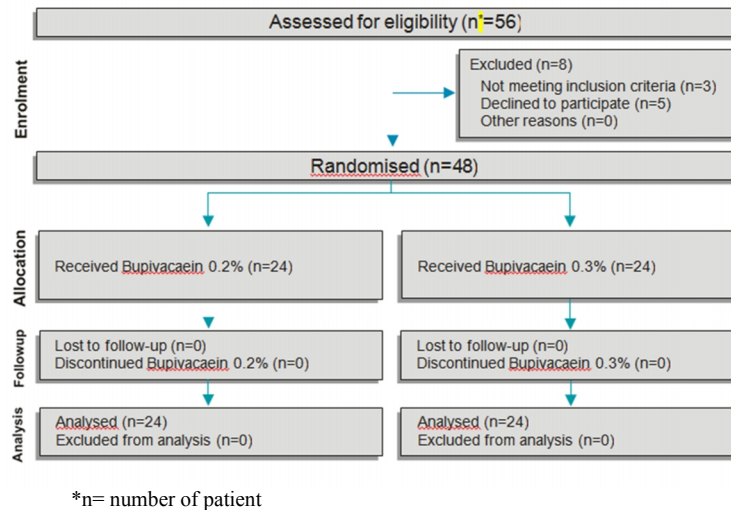 Assessed for eligibility (n*=56)
Enrolment
Excluded (n=8)
Not meeting inclusion criteria (n=3)
Declined to participate (n=5)
Other reasons (n=0)
Randomised (n=48)
Allocation
Received Bupivacaein 0.2% (n=24)
Received Bupivacaein 0.3% (n=24)
Followup
Lost to follow-up (n=0)
Discontinued Bupivacaein 0.2% (n=0)
Lost to follow-up (n=0)
Discontinued Bupivacaein 0.3% (n=0)
Analysis
Analysed (n=24)
Excluded from analysis (n=0)
Analysed (n=24)
Excluded from analysis (n=0)
*n= number of patient